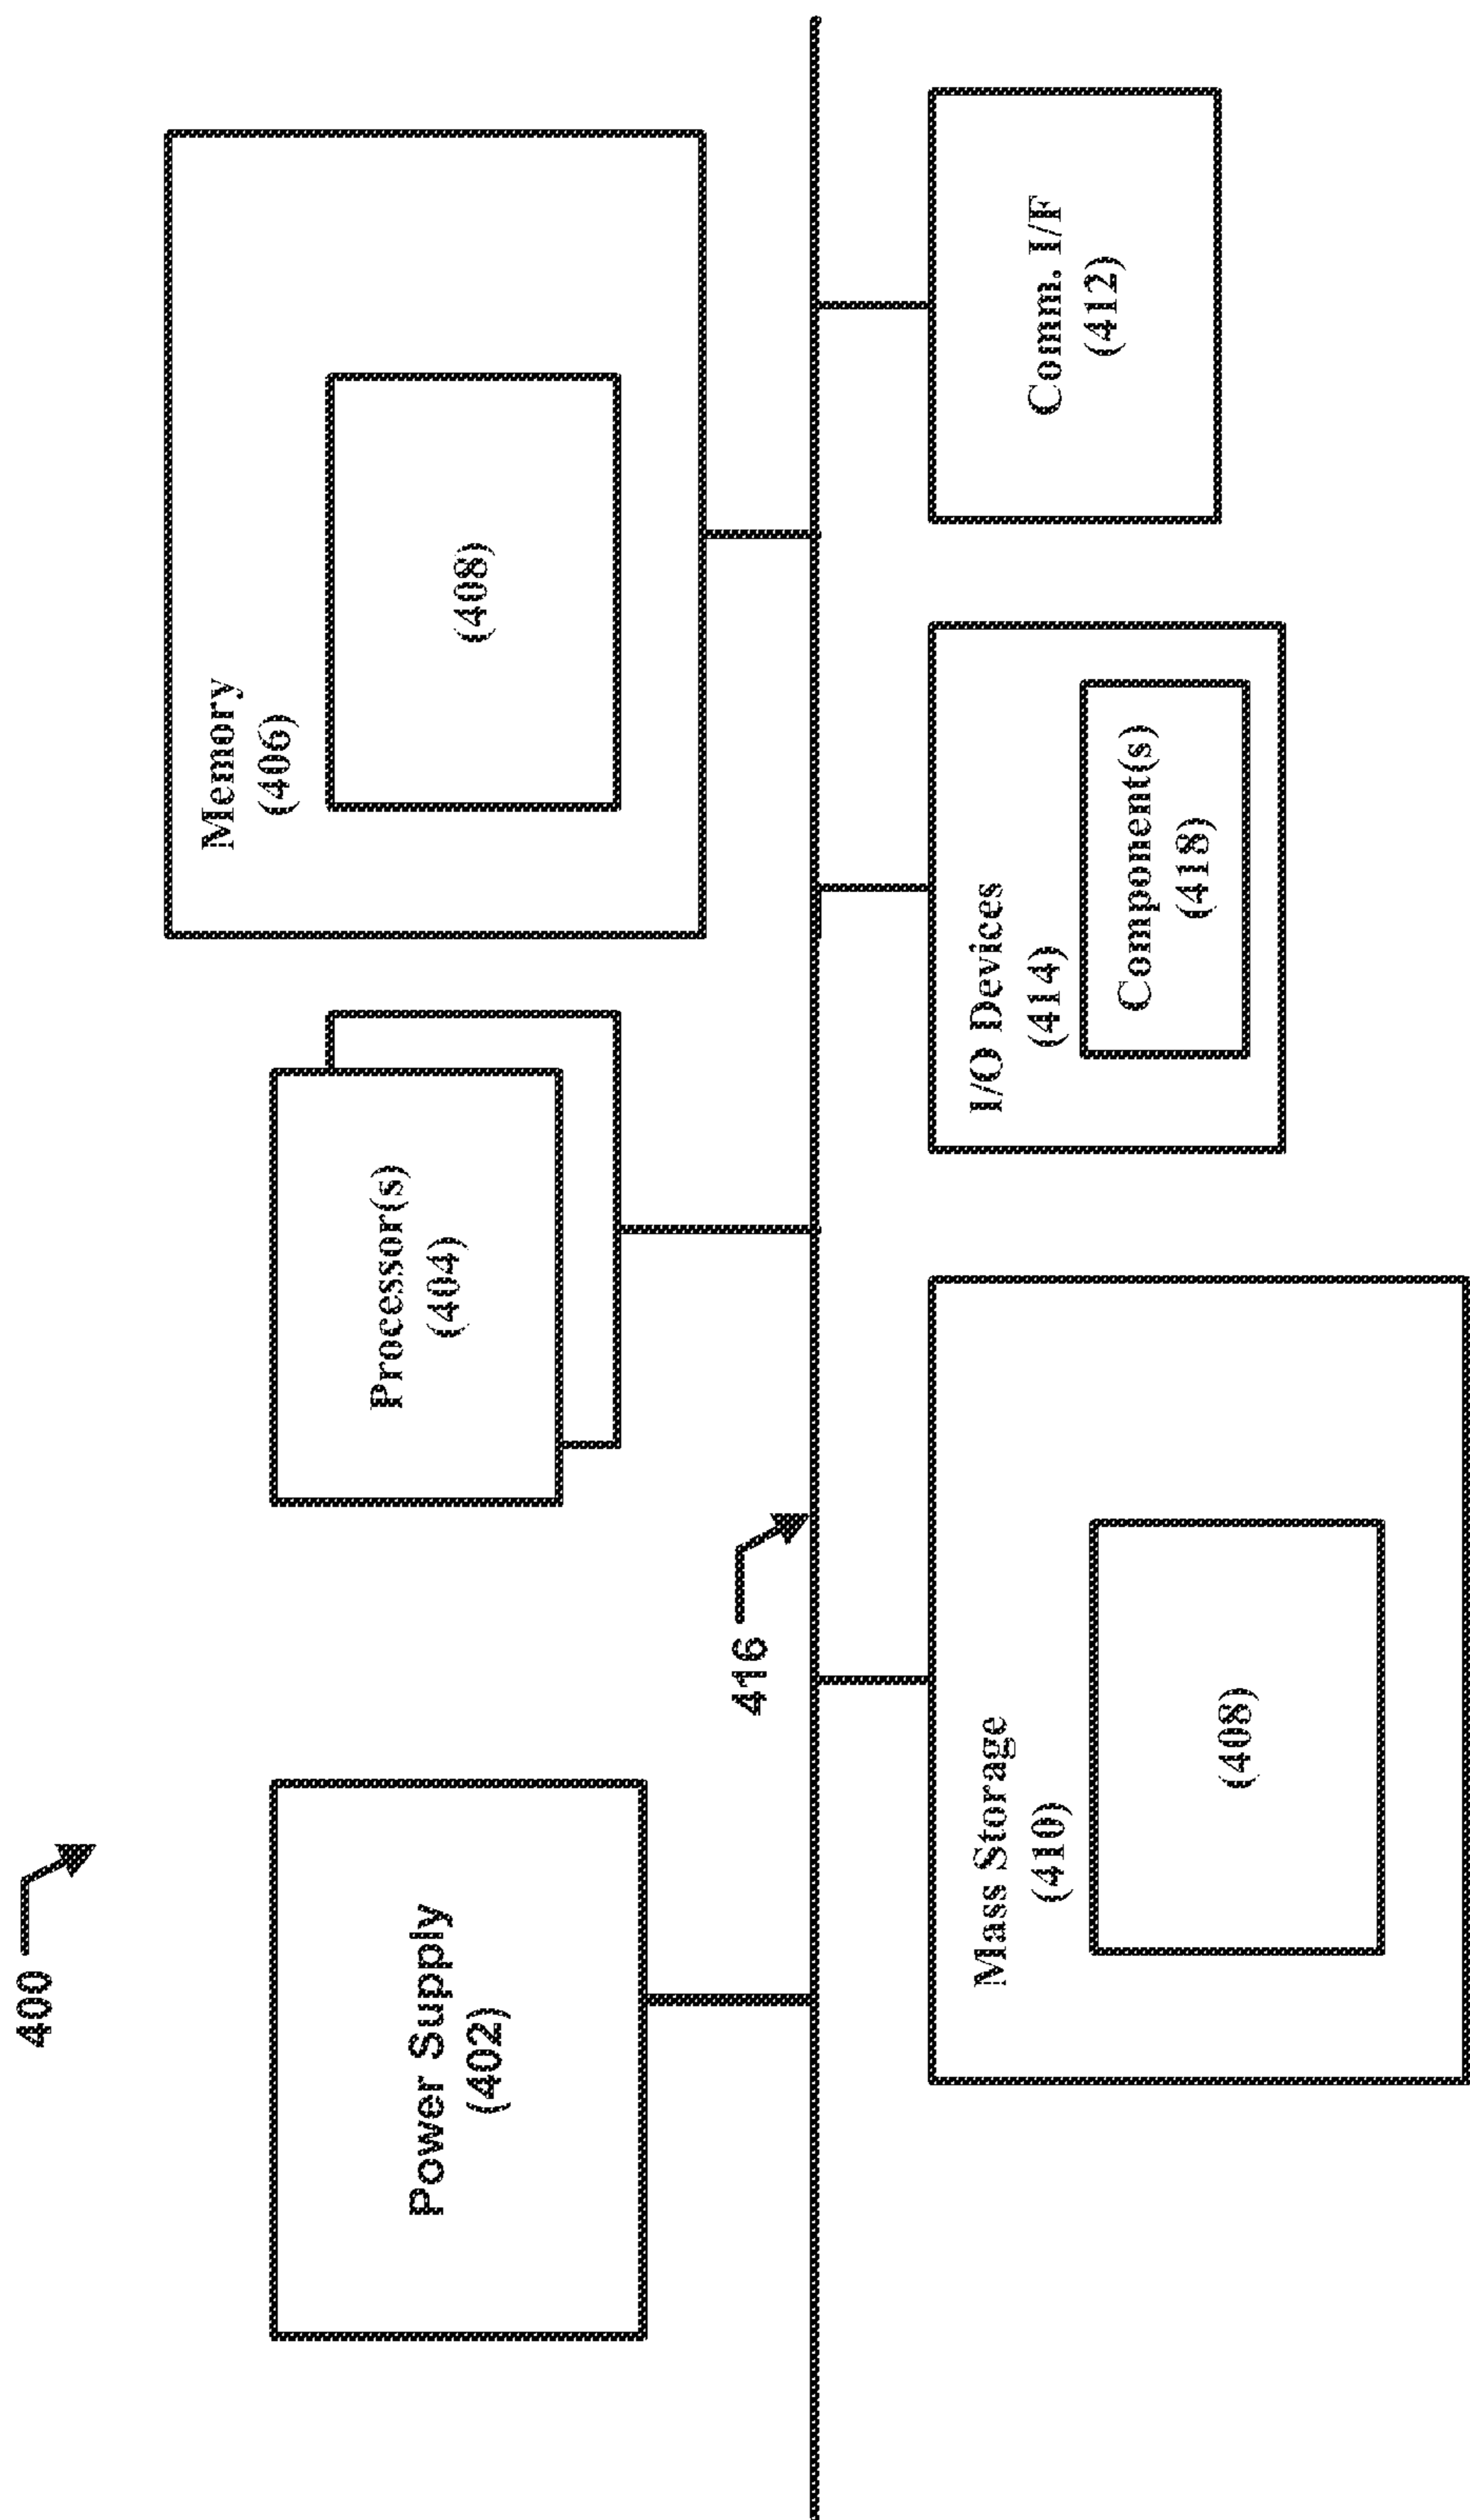 400
Power Supply
(402)
Processor(s)
(404)
Memory
(406)
(408)
416
Mass Storage
(410)
(408)
I/O Devices
(414)
Component(s)
(418)
Comm. I/F
(412)